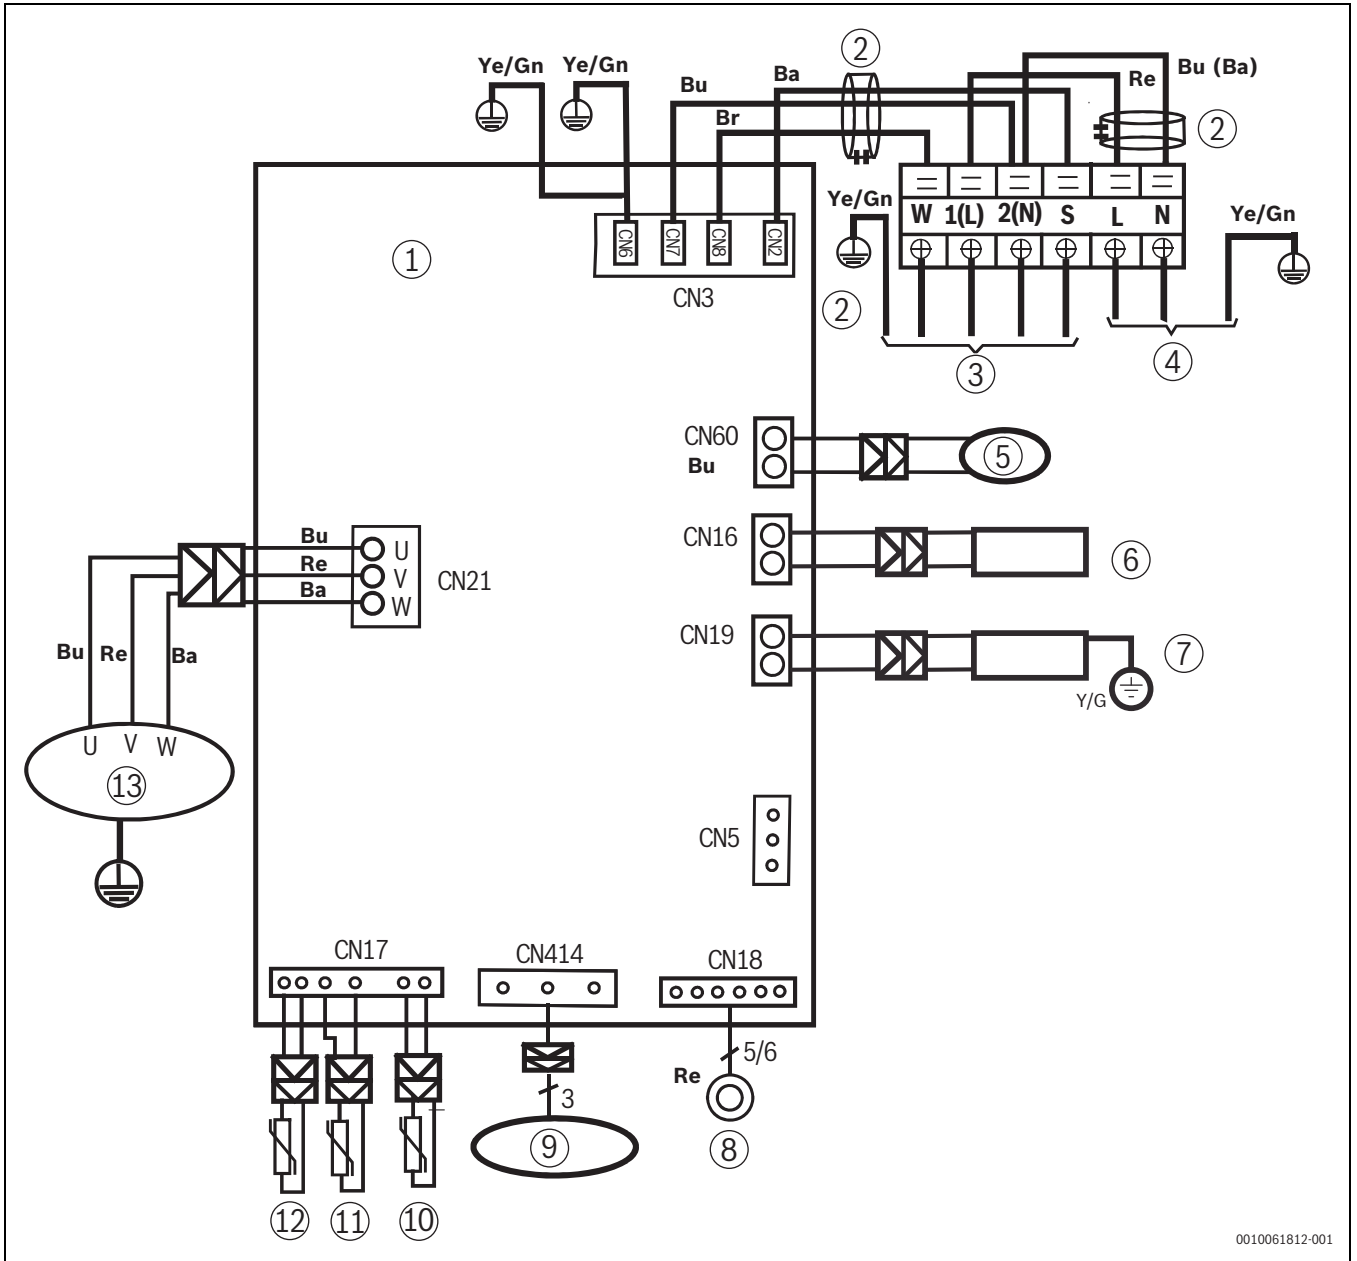 2
Ye/Gn Ye/Gn
Bu
Ba
Br
Re
Bu (Ba)
2
Ye/Gn
W 1(L) 2(N) S L N
Ye/Gn
1
CN6 CN7 CN8 CN2
CN3
2
3
4
CN60
Bu
5
CN16
6
CN19
7
Y/G
Bu
Re
Ba
U
V
W
CN21
Bu Re Ba
U V W
13
CN5
CN17
CN414
CN18
5/6
Re
3
9
8
12
11
10
0010061812-001